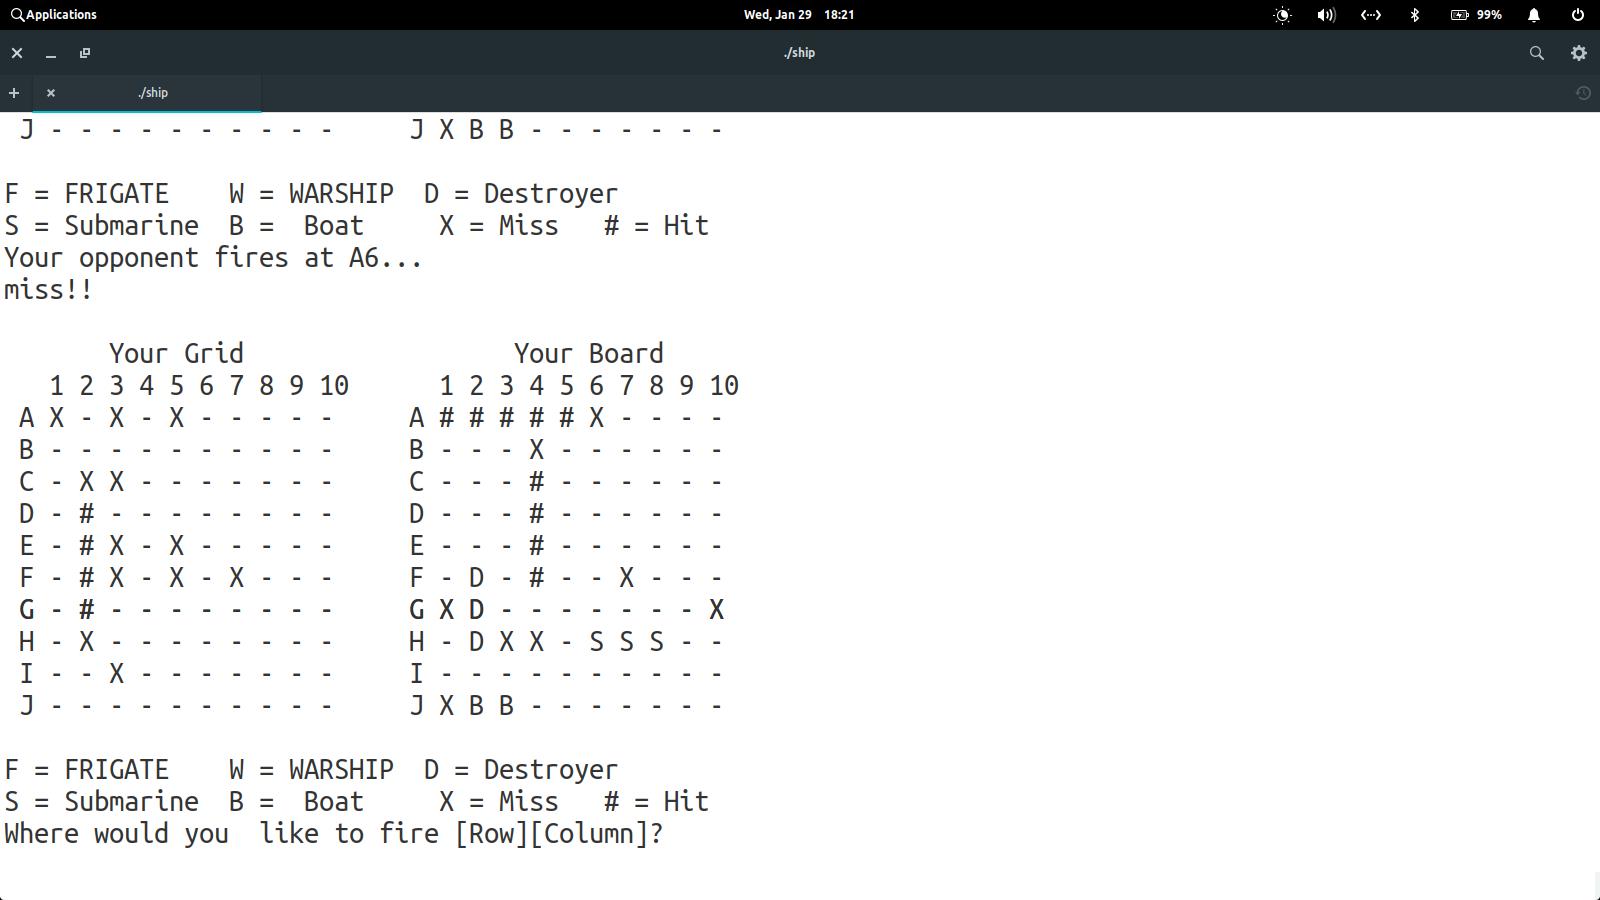 Applications
Wed, Jan 29 18:21
99%
./ship
./ship
J - - - - - - - - - - J X B B - - - - - - -
F = FRIGATE W = WARSHIP D = Destroyer
S = Submarine B = Boat X = Miss # = Hit
Your opponent fires at A6...
miss!!
Your Grid Your Board
1 2 3 4 5 6 7 8 9 10 1 2 3 4 5 6 7 8 9 10
A X - X - X - - - - - A # # # # # X - - - -
B - - - - - - - - - - B - - - X - - - - - -
C - X X - - - - - - - C - - - # - - - - - -
D - # - - - - - - - - D - - - # - - - - - -
E - # X - X - - - - - E - - - # - - - - - -
F - # X - X - X - - - F - D - # - - X - - -
G - # - - - - - - - - G X D - - - - - - - X
H - X - - - - - - - - H - D X X - S S S - -
I - - X - - - - - - - I - - - - - - - - - -
J - - - - - - - - - - J X B B - - - - - - -
F = FRIGATE W = WARSHIP D = Destroyer
S = Submarine B = Boat X = Miss # = Hit
Where would you like to fire [Row][Column]?